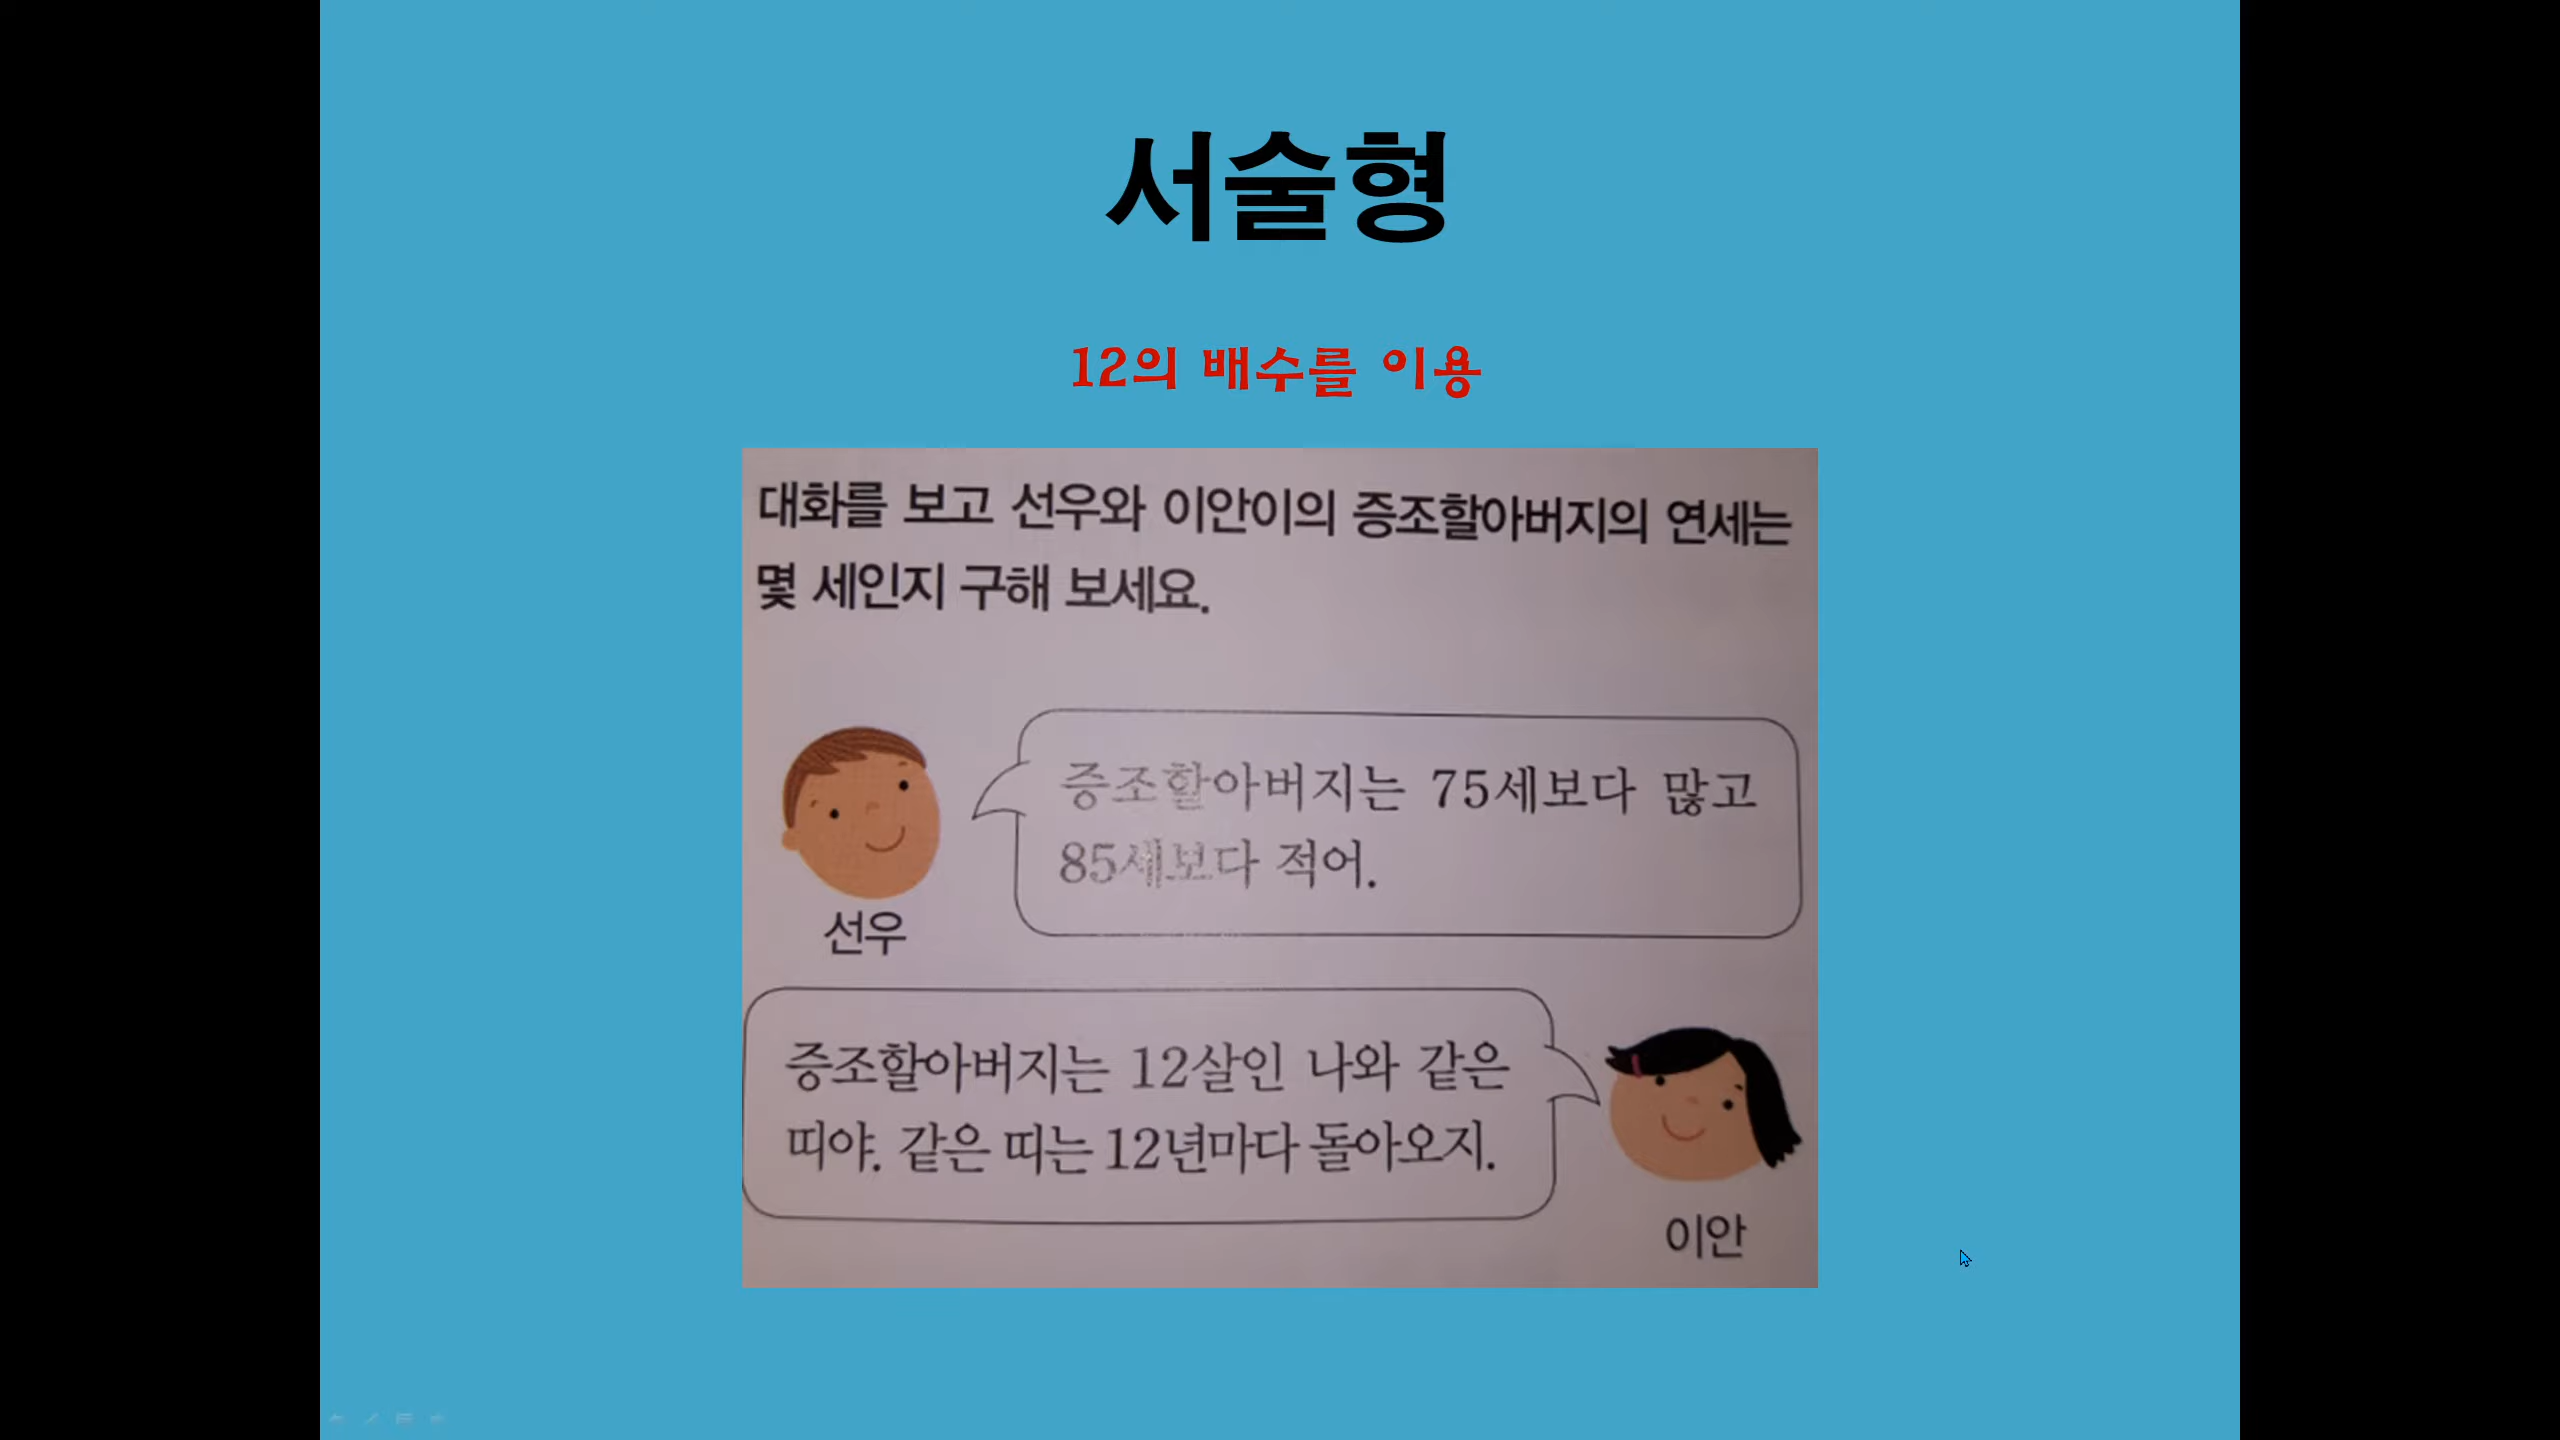 서술형
12의 배수를 이용
대화를 보고 선우와 이안이의 증조할아버지의 연세는
몇 세인지 구해 보세요.
증조할아버지는 75세보다 많고
85세보다 적어.
선우
증조할아버지는 12살인 나와 같은
띠야. 같은 띠는 12년마다 돌아오지.
이안